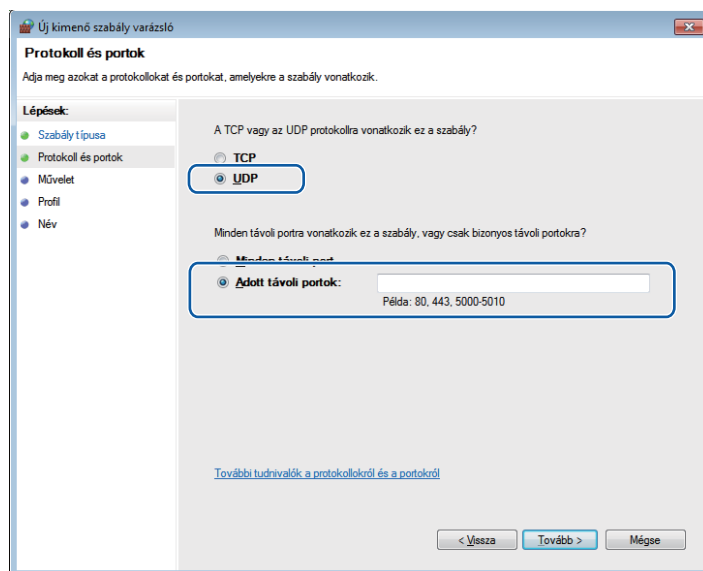 Új kimenő szabály varázsló
Protokoll és portok
Adja meg azokat a protokollokat és portokat, amelyekre a szabály vonatkozik.
Lépések:
Szabály típusa
Protokoll és portok
Művelet
Profil
Név
A TCP vagy az UDP protokollra vonatkozik ez a szabály?
TCP
UDP
Minden távoli portra vonatkozik ez a szabály, vagy csak bizonyos távoli portokra?
Minden távoli port
Adott távoli portok:
Példa: 80, 443, 5000-5010
További tudnivalók a protokollokról és a portokról
< Vissza
Tovább >
Mégse